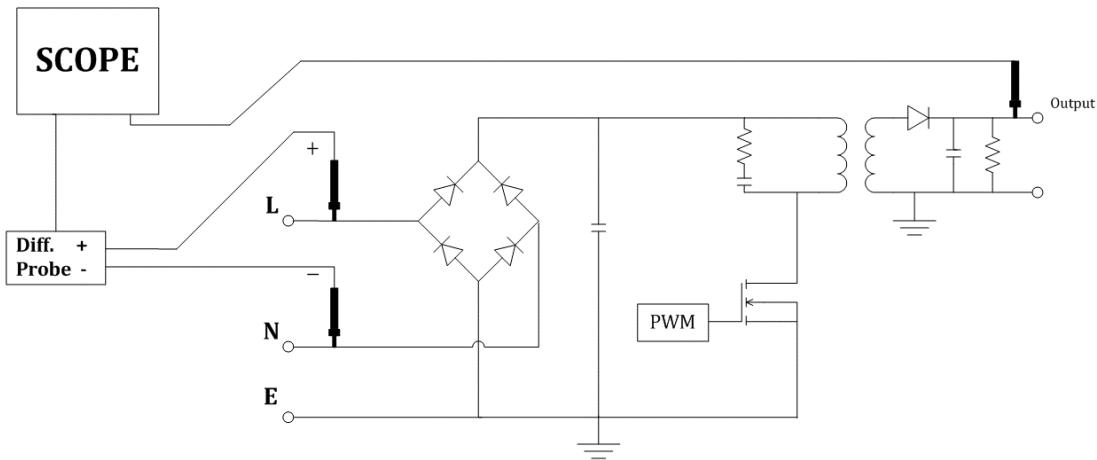 SCOPE
Output
+
L
Diff. +
Probe -
−
N
PWM
E